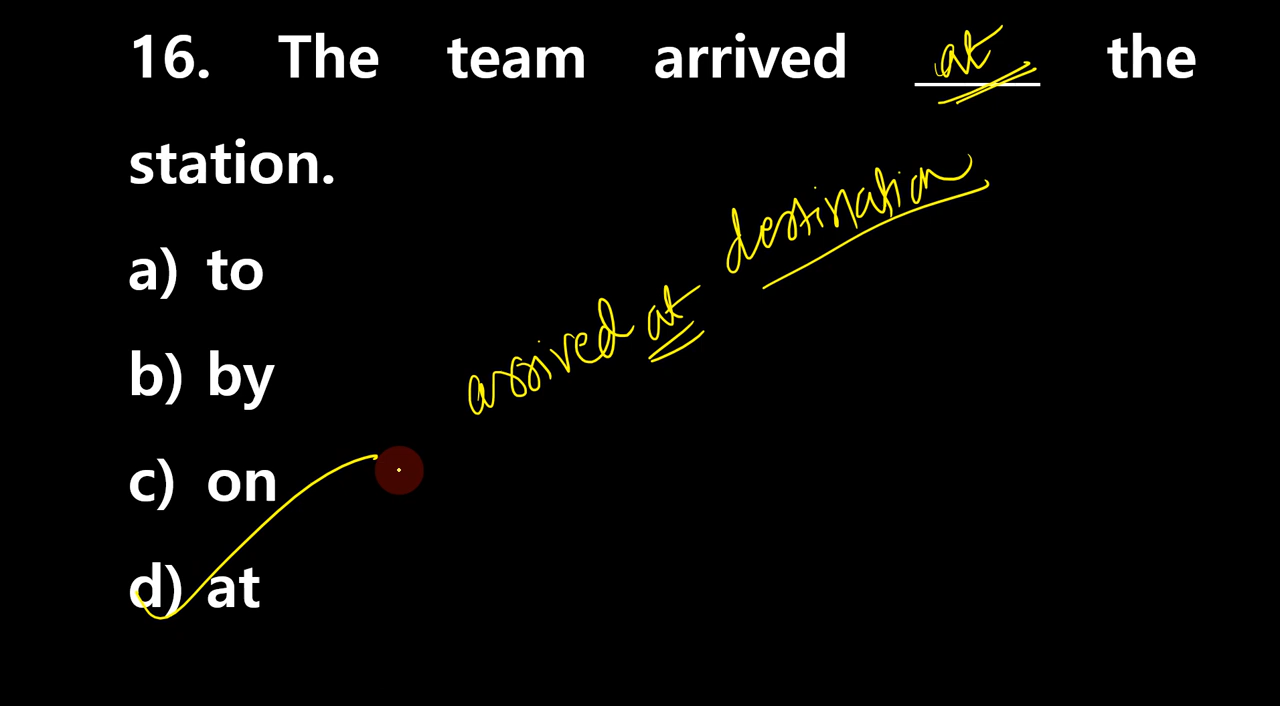 16. The team arrived at the
station.
destination
a) to
arrived at
b) by
c) on
d) at